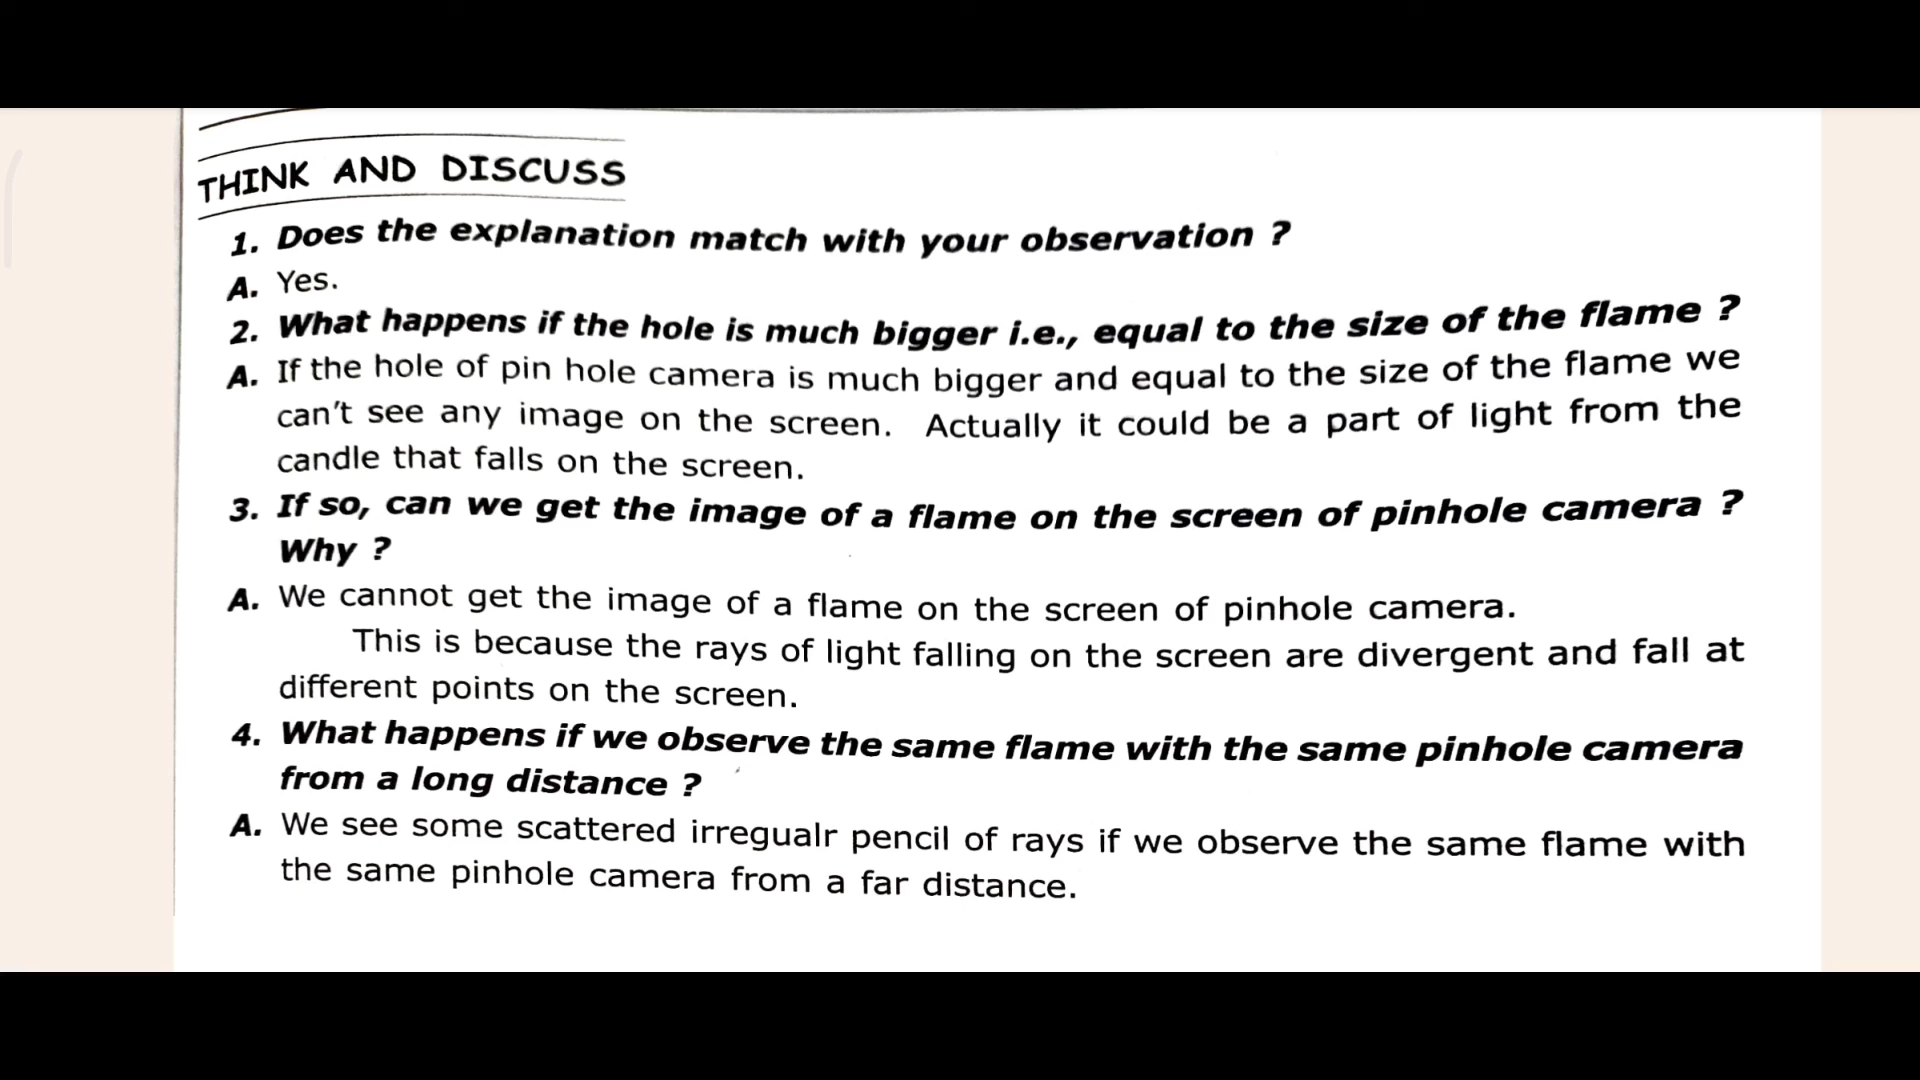 THINK AND DISCUSS
1. Does the explanation match with your observation ?
A. Yes.
2. What happens if the hole is much bigger i.e., equal to the size of the flame ?
A. If the hole of pin hole camera is much bigger and equal to the size of the flame we
can't see any image on the screen. Actually it could be a part of light from the
candle that falls on the screen.
3. If so, can we get the image of a flame on the screen of pinhole camera ?
Why ?
A. We cannot get the image of a flame on the screen of pinhole camera.
This is because the rays of light falling on the screen are divergent and fall at
different points on the screen.
4. What happens if we observe the same flame with the same pinhole camera
from a long distance ?
A. We see some scattered irregualr pencil of rays if we observe the same flame with
the same pinhole camera from a far distance.